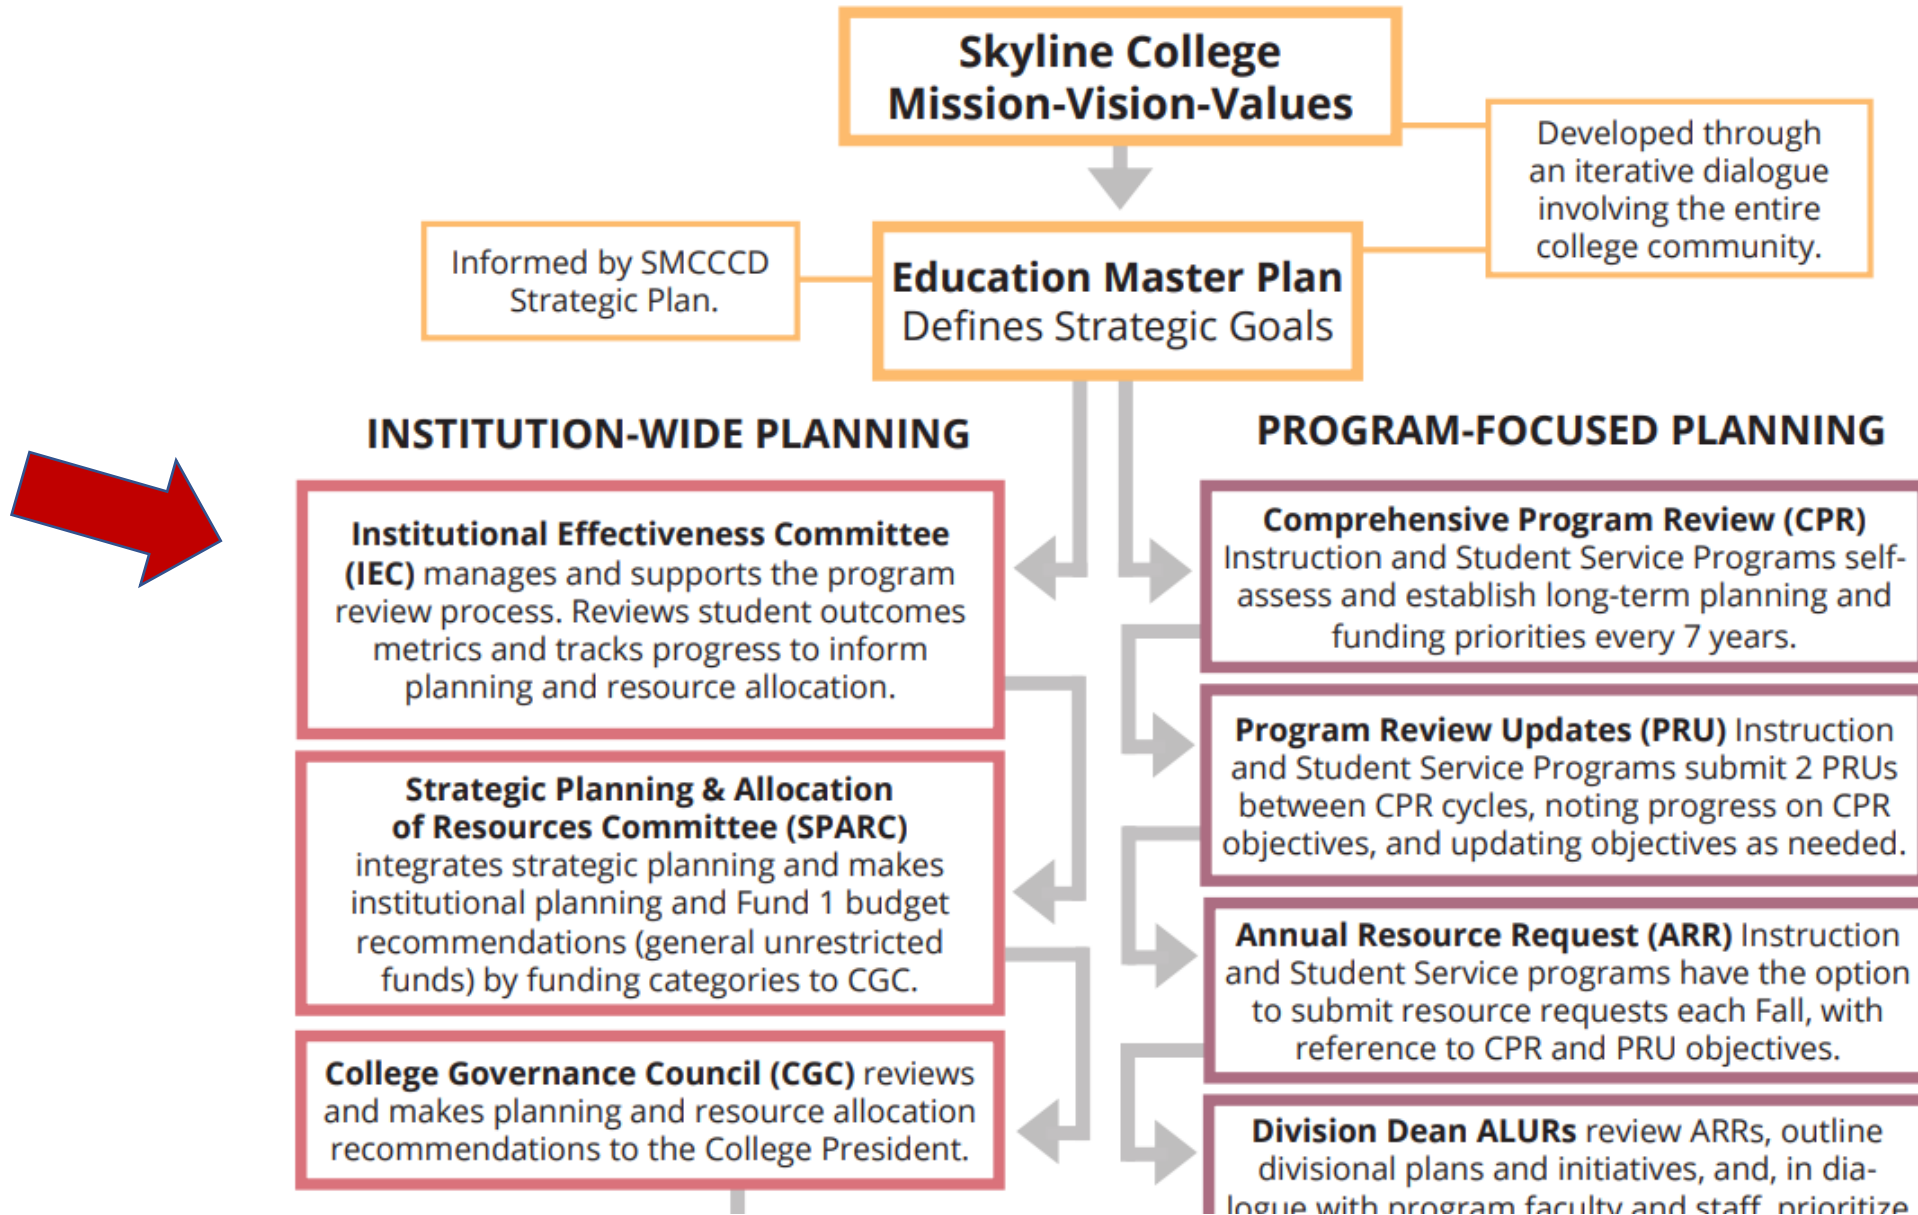 Skyline College
Mission-Vision-Values
Developed through
an iterative dialogue
involving the entire
college community.
Informed by SMCCCD
Strategic Plan.
Education Master Plan
Defines Strategic Goals
INSTITUTION-WIDE PLANNING
Institutional Effectiveness Committee
(IEC) manages and supports the program
review process. Reviews student outcomes
metrics and tracks progress to inform
planning and resource allocation.
Strategic Planning & Allocation
of Resources Committee (SPARC)
integrates strategic planning and makes
institutional planning and Fund 1 budget
recommendations (general unrestricted
funds) by funding categories to CGC.
College Governance Council (CGC) reviews
and makes planning and resource allocation
recommendations to the College President.
PROGRAM-FOCUSED PLANNING
Comprehensive Program Review (CPR)
Instruction and Student Service Programs self-
assess and establish long-term planning and
funding priorities every 7 years.
Program Review Updates (PRU) Instruction
and Student Service Programs submit 2 PRUs
between CPR cycles, noting progress on CPR
objectives, and updating objectives as needed.
Annual Resource Request (ARR) Instruction
and Student Service programs have the option
to submit resource requests each Fall, with
reference to CPR and PRU objectives.
Division Dean ALURs review ARRs, outline
divisional plans and initiatives, and, in dia-
logue with program faculty and staff, prioritize